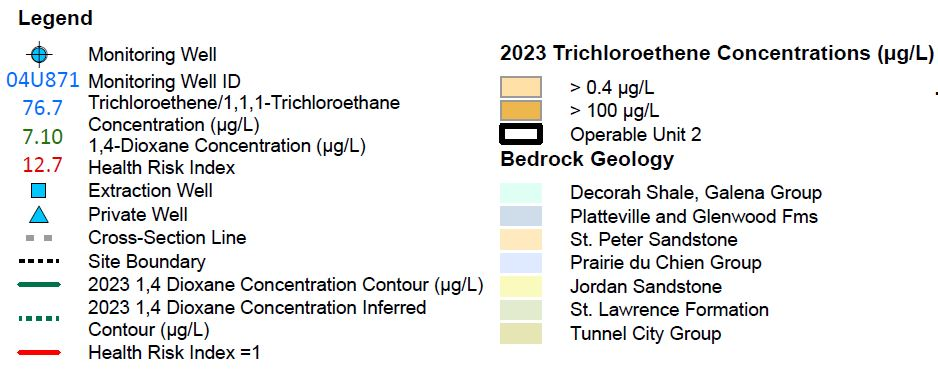 Legend
Monitoring Well
04U871 Monitoring Well ID
76.7 Trichloroethene/1,1,1-Trichloroethane
Concentration (µg/L)
7.10 1,4-Dioxane Concentration (µg/L)
12.7 Health Risk Index
Extraction Well
Private Well
Cross-Section Line
Site Boundary
2023 1,4 Dioxane Concentration Contour (µg/L)
2023 1,4 Dioxane Concentration Inferred
Contour (µg/L)
Health Risk Index =1
2023 Trichloroethene Concentrations (µg/L)
> 0.4 µg/L
> 100 µg/L
Operable Unit 2
Bedrock Geology
Decorah Shale, Galena Group
Platteville and Glenwood Fms
St. Peter Sandstone
Prairie du Chien Group
Jordan Sandstone
St. Lawrence Formation
Tunnel City Group